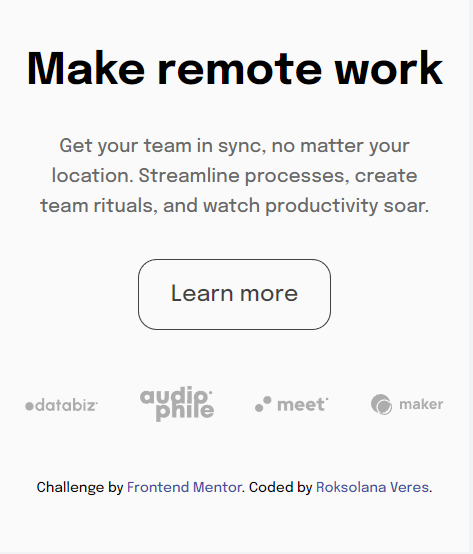 Make remote work
Get your team in sync, no matter your
location. Streamline processes, create
team rituals, and watch productivity soar.
Learn more
databiz
audiophile
meet
maker
Challenge by Frontend Mentor. Coded by Roksolana Veres.